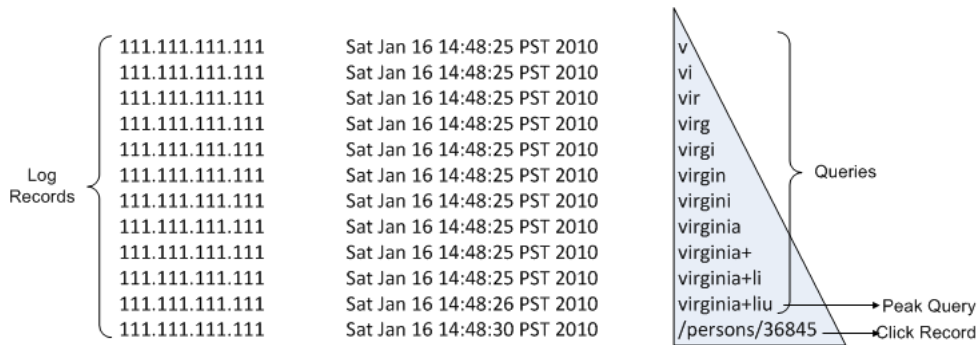 111.111.111.111 Sat Jan 16 14:48:25 PST 2010 v
111.111.111.111 Sat Jan 16 14:48:25 PST 2010 vi
111.111.111.111 Sat Jan 16 14:48:25 PST 2010 vir
111.111.111.111 Sat Jan 16 14:48:25 PST 2010 virg
111.111.111.111 Sat Jan 16 14:48:25 PST 2010 virgi
Log Records 111.111.111.111 Sat Jan 16 14:48:25 PST 2010 virgin Queries
111.111.111.111 Sat Jan 16 14:48:25 PST 2010 virgini
111.111.111.111 Sat Jan 16 14:48:25 PST 2010 virginia
111.111.111.111 Sat Jan 16 14:48:25 PST 2010 virginia+
111.111.111.111 Sat Jan 16 14:48:25 PST 2010 virginia+li
111.111.111.111 Sat Jan 16 14:48:26 PST 2010 virginia+liu Peak Query
111.111.111.111 Sat Jan 16 14:48:30 PST 2010 /persons/36845 Click Record